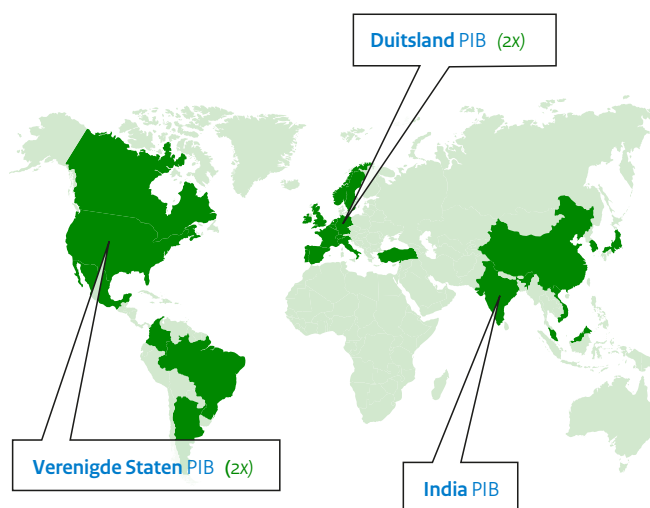 Duitsland PIB (2x)
Verenigde Staten PIB (2x)
India PIB